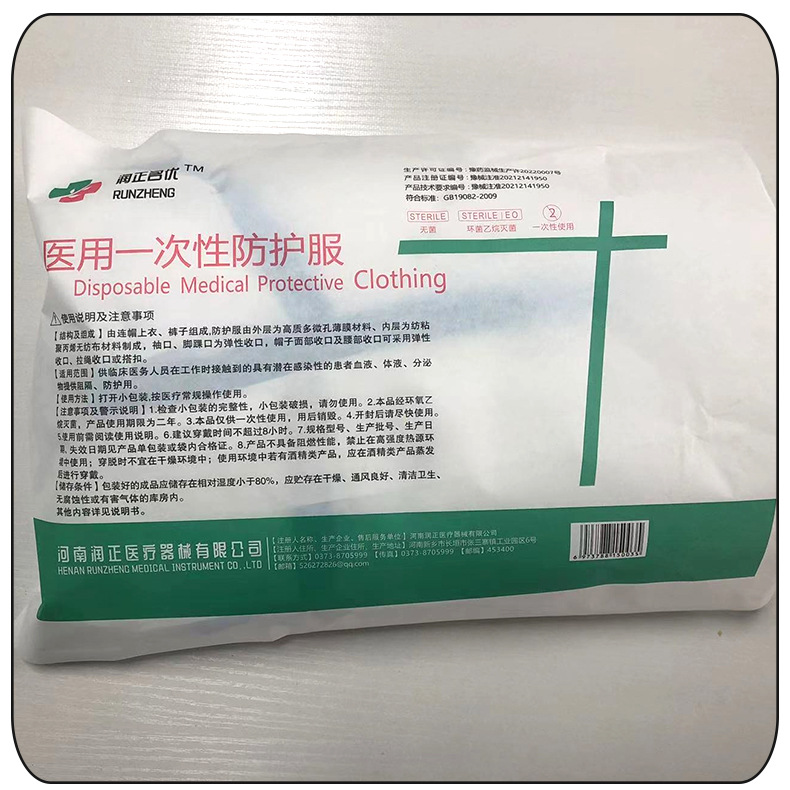 润正名优 TM
RUNZHENG
生产许可证编号：豫药监械生产许20220007号
产品注册证编号：豫械注准20212141950
产品技术要求编号：豫械注准20212141950
符合标准：GB19082-2009
STERILE STERILE EO 2
无菌 环氧乙烷灭菌 一次性使用
医用一次性防护服
Disposable Medical Protective Clothing
使用说明及注意事项
【结构及组成】由连帽上衣、裤子组成,防护服由外层为高质多微孔薄膜材料、内层为纺粘
聚丙烯无纺布材料制成，袖口、脚踝口为弹性收口，帽子面部收口及腰部收口可采用弹性
收口、拉绳收口或搭扣。
【适用范围】供临床医务人员在工作时接触到的具有潜在感染性的患者血液、体液、分泌
物提供阻隔、防护用。
【使用方法】打开小包装,按医疗常规操作使用。
【注意事项及警示说明】1.检查小包装的完整性，小包装破损，请勿使用。2.本品经环氧乙
烷灭菌，产品使用期限为二年。3.本品仅供一次性使用，用后销毁。4.开封后请尽快使用。
5.使用前需阅读使用说明。6.建议穿戴时间不超过8小时。7.规格型号、生产批号、生产日
期、失效日期见产品单包装或袋内合格证。8.产品不具备阻燃性能，禁止在高强度热源环
境中使用；穿脱时不宜在干燥环境中；使用环境中若有酒精类产品，应在酒精类产品蒸发
后进行穿戴。
【储存条件】包装好的成品应储存在相对湿度小于80%，应贮存在干燥、通风良好、清洁卫生、
无腐蚀性或有害气体的库房内。
其他内容详见说明书。
河南润正医疗器械有限公司
HENAN RUNZHENG MEDICAL INSTRUMENT CO.,LTD
【注册人名称、生产企业、售后服务单位】河南润正医疗器械有限公司
【注册人住所、生产企业住所、生产地址】河南新乡市长垣市张三寨镇工业园区6号
【联系方式】0373-8705999 【传真】0373-8705999 【邮编】453400
【邮箱】526272826@qq.com
6973788130035